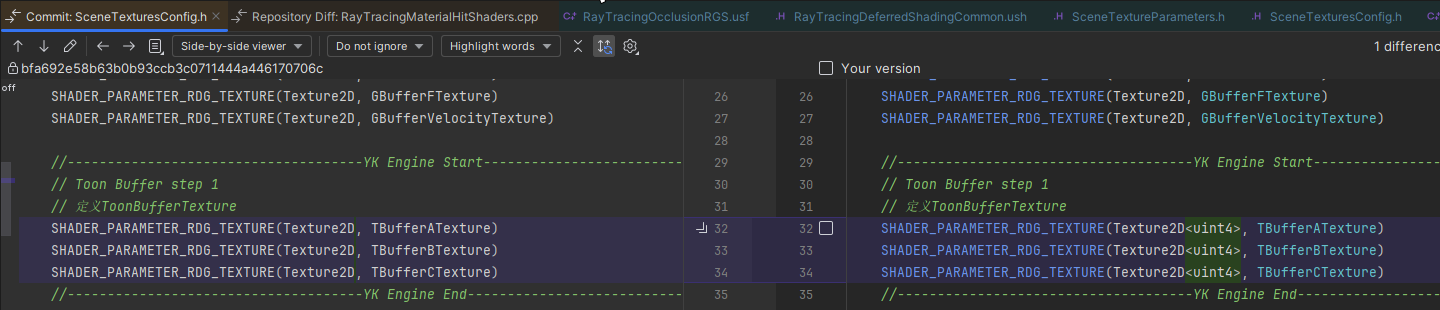 Commit: SceneTexturesConfig.h
Repository Diff: RayTracingMaterialHitShaders.cpp
RayTracingOcclusionRGS.usf
RayTracingDeferredShadingCommon.ush
SceneTextureParameters.h
SceneTexturesConfig.h
Side-by-side viewer
Do not ignore
Highlight words
1 differenc
bfa692e58b63b0b93ccb3c0711444a446170706c
Your version
off
SHADER_PARAMETER_RDG_TEXTURE(Texture2D, GBufferFTexture) 26 26 SHADER_PARAMETER_RDG_TEXTURE(Texture2D, GBufferFTexture)
SHADER_PARAMETER_RDG_TEXTURE(Texture2D, GBufferVelocityTexture) 27 27 SHADER_PARAMETER_RDG_TEXTURE(Texture2D, GBufferVelocityTexture)
28 28
//-------------------------------------YK Engine Start------------------------- 29 29 //-------------------------------------YK Engine Start----------------
// Toon Buffer step 1 30 30 // Toon Buffer step 1
// 定义ToonBufferTexture 31 31 // 定义ToonBufferTexture
SHADER_PARAMETER_RDG_TEXTURE(Texture2D, TBufferATexture) 32 32 SHADER_PARAMETER_RDG_TEXTURE(Texture2D<uint4>, TBufferATexture)
SHADER_PARAMETER_RDG_TEXTURE(Texture2D, TBufferBTexture) 33 33 SHADER_PARAMETER_RDG_TEXTURE(Texture2D<uint4>, TBufferBTexture)
SHADER_PARAMETER_RDG_TEXTURE(Texture2D, TBufferCTexture) 34 34 SHADER_PARAMETER_RDG_TEXTURE(Texture2D<uint4>, TBufferCTexture)
//-------------------------------------YK Engine End--------------------------- 35 35 //-------------------------------------YK Engine End------------------